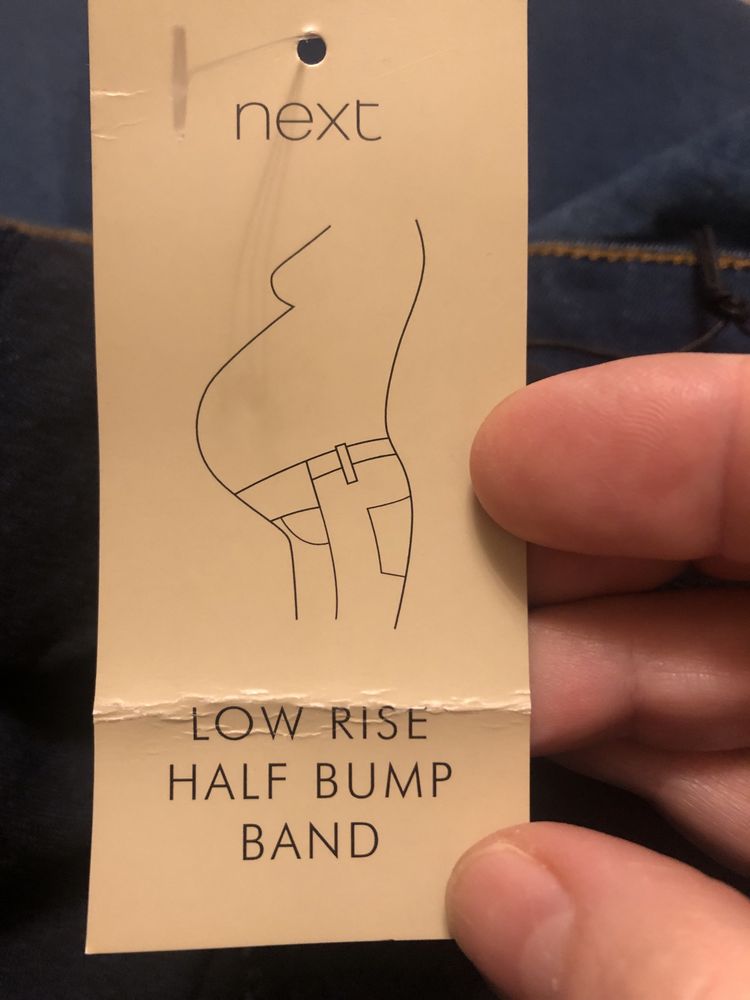 next
LOW RISE
HALF BUMP
BAND